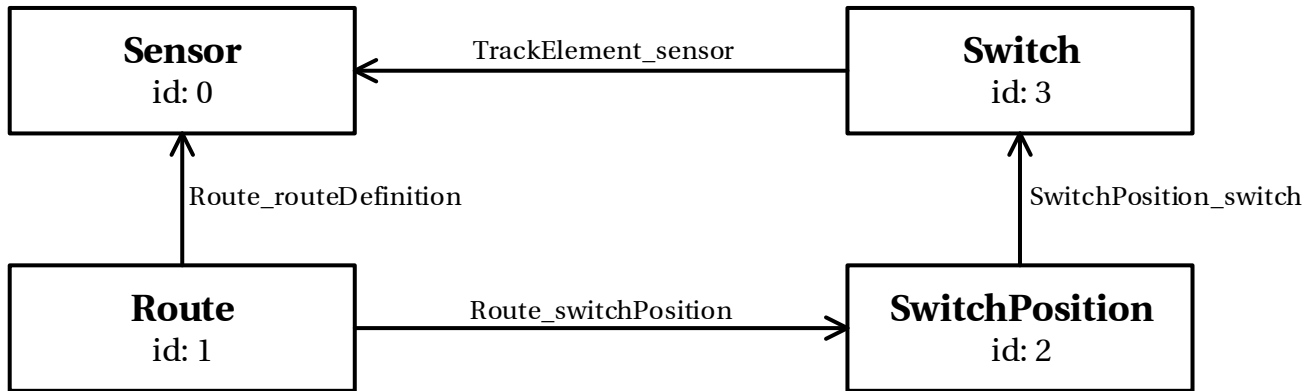 Sensor
id: 0
TrackElement_sensor
Switch
id: 3
Route_routeDefinition
SwitchPosition_switch
Route
id: 1
Route_switchPosition
SwitchPosition
id: 2